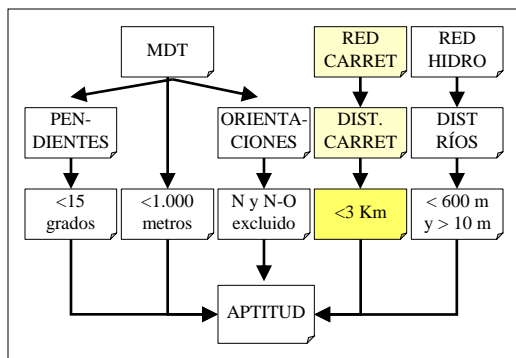 MDT
RED
CARRET
RED
HIDRO
PEN-
DIENTES
ORIENTA-
CIONES
DIST.
CARRET
DIST
RÍOS
<15
grados
<1.000
metros
N y N-O
excluido
<3 Km
< 600 m
y > 10 m
APTITUD